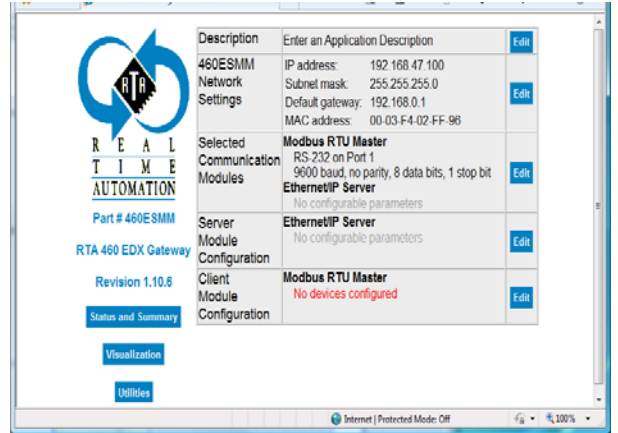 RTA
REAL
TIME
AUTOMATION
Part # 460ESMM
RTA 460 EDX Gateway
Revision 1.10.6
Status and Summary
Visualization
Utilities
Description
Enter an Application Description
Edit
460ESMM
Network
Settings
IP address: 192.168.47.100
Subnet mask: 255.255.255.0
Default gateway: 192.168.0.1
MAC address: 00-03-F4-02-FF-96
Edit
Selected
Communication
Modules
Modbus RTU Master
RS-232 on Port 1
9600 baud, no parity, 8 data bits, 1 stop bit
Ethernet/IP Server
No configurable parameters
Edit
Server
Module
Configuration
Ethernet/IP Server
No configurable parameters
Edit
Client
Module
Configuration
Modbus RTU Master
No devices configured
Edit
Internet | Protected Mode: Off
100%